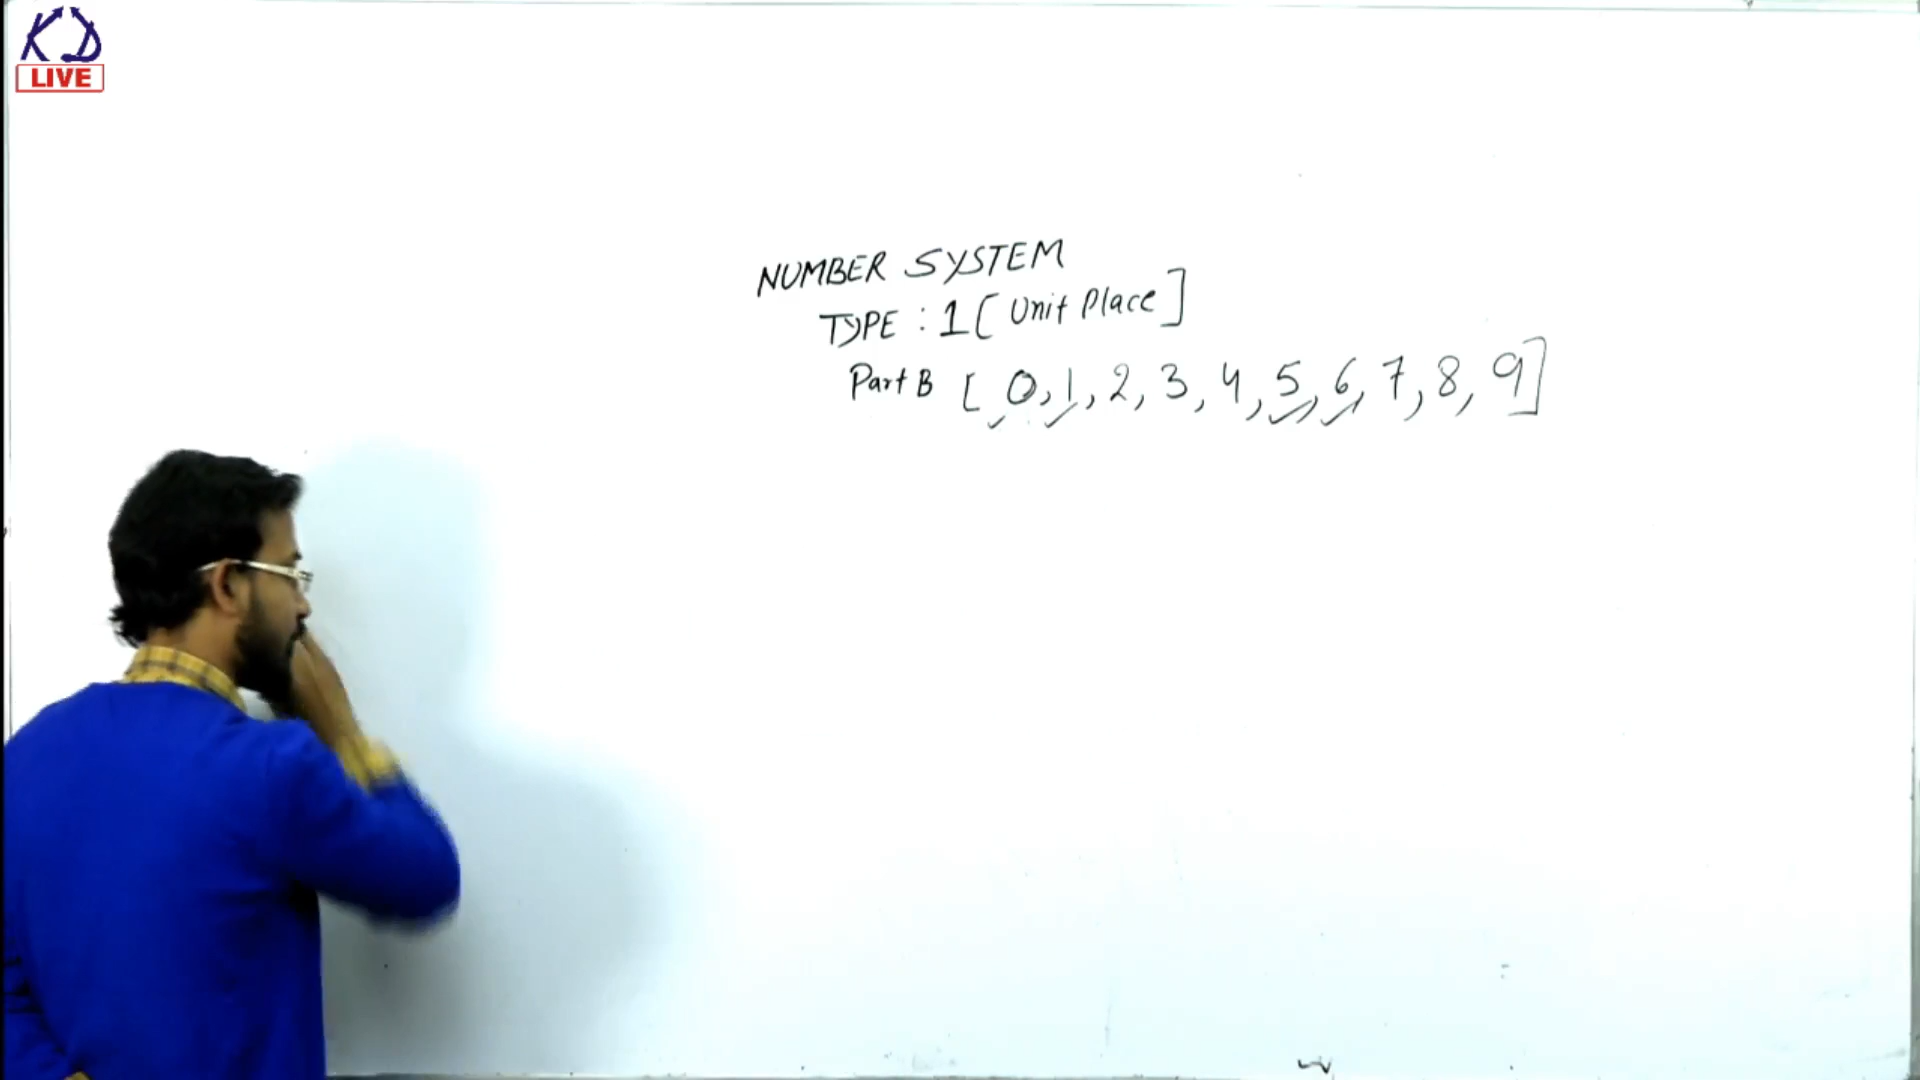 KD
LIVE
NUMBER SYSTEM
TYPE : 1 [ Unit Place ]
Part B [ 0, 1, 2, 3, 4, 5, 6, 7, 8, 9 ]